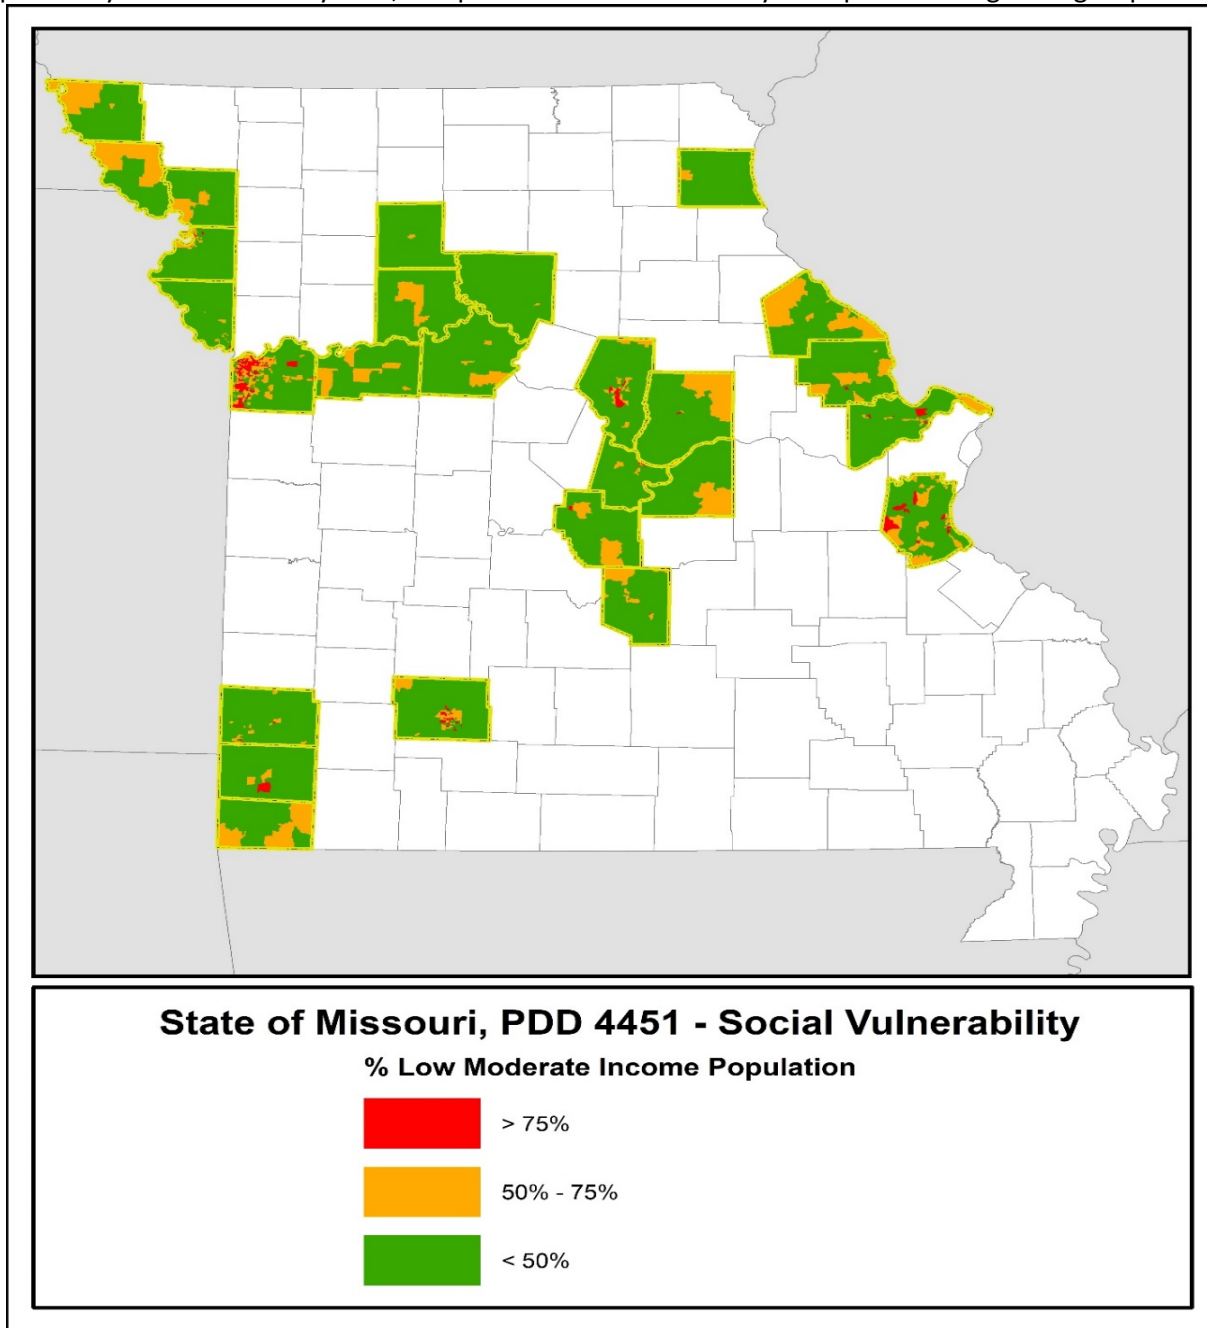 State of Missouri, PDD 4451 - Social Vulnerability
% Low Moderate Income Population
> 75%
50% - 75%
< 50%